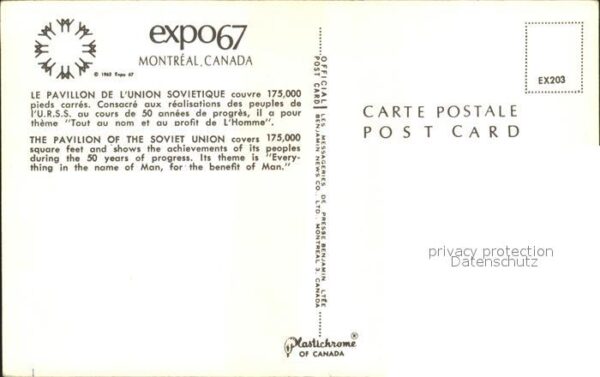 expo67
MONTRÉAL, CANADA
© 1963 Expo 67
LE PAVILLON DE L'UNION SOVIETIQUE couvre 175,000
pieds carrés. Consacré aux réalisations des peuples de
l'U.R.S.S. au cours de 50 années de progrès, il a pour
thème "Tout au nom et au profit de L'Homme".
THE PAVILION OF THE SOVIET UNION covers 175,000
square feet and shows the achievements of its peoples
during the 50 years of progress. Its theme is "Every-
thing in the name of Man, for the benefit of Man."
OFFICIAL LES MESSAGERIES DE PRESSE BENJAMIN LTÉE
POST CARD BENJAMIN NEWS CO., LTD., MONTREAL 3, CANADA
EX203
CARTE POSTALE
POST CARD
privacy protection
Datenschutz
Plastichrome®
OF CANADA